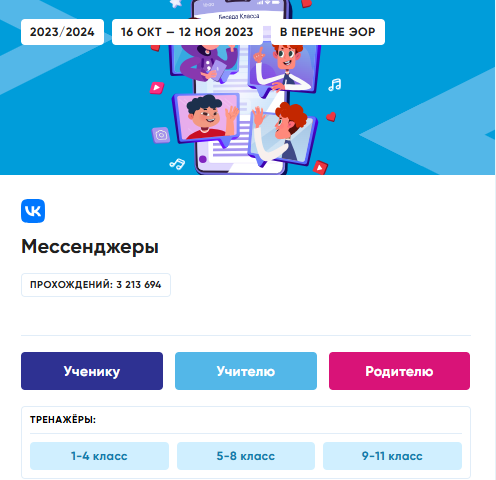 Беседа Класса
2023/2024 16 ОКТ – 12 НОЯ 2023 В ПЕРЕЧНЕ ЭОР
Мессенджеры
ПРОХОЖДЕНИЙ: 3 213 694
Ученику Учителю Родителю
ТРЕНАЖЁРЫ:
1-4 класс 5-8 класс 9-11 класс